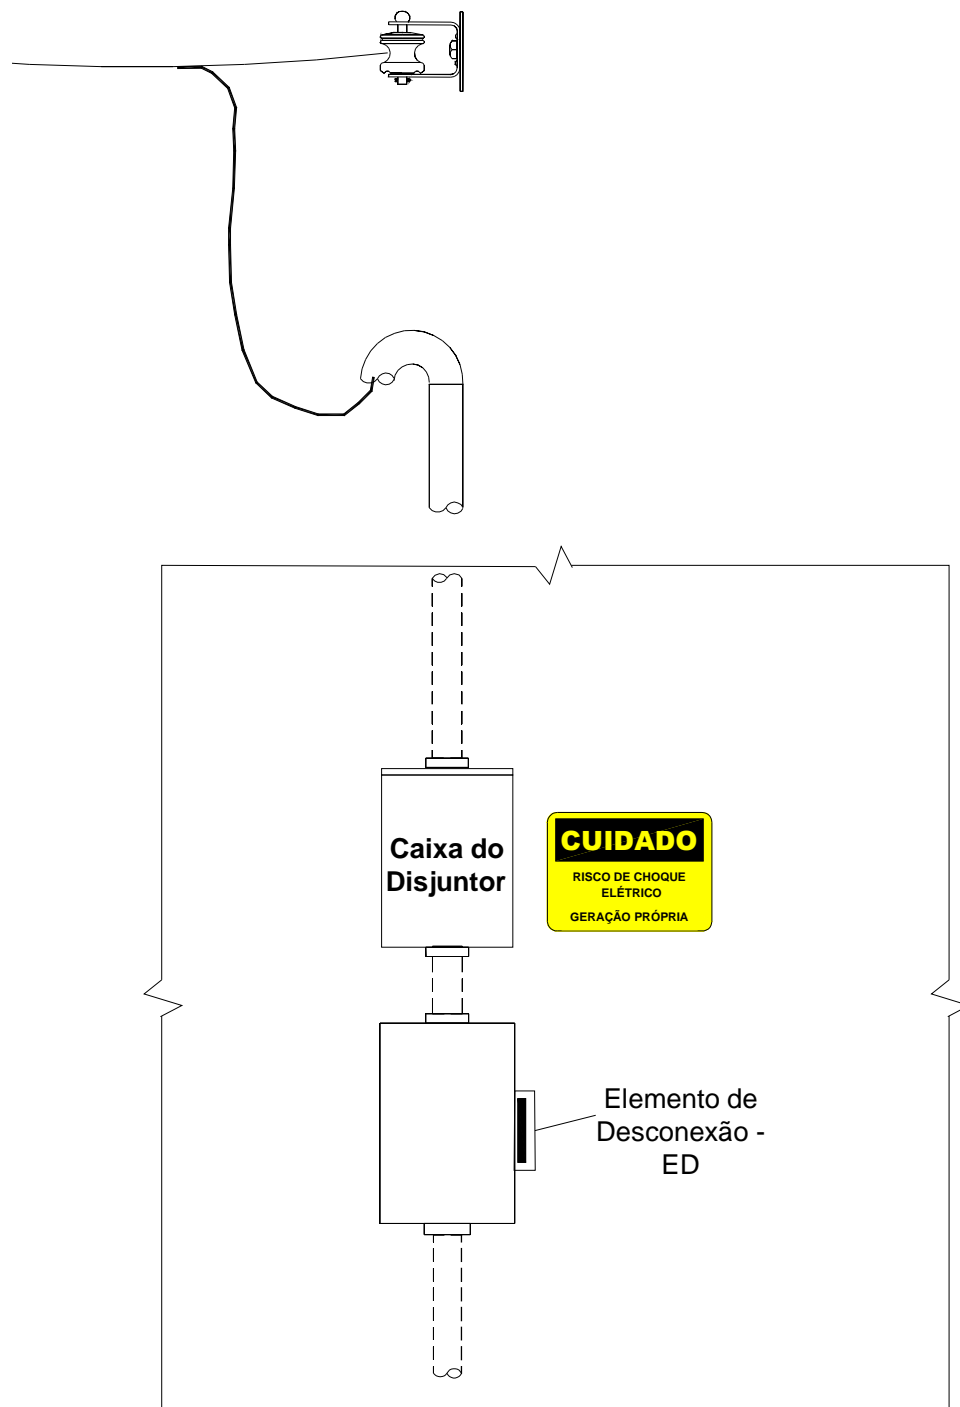 Caixa do
Disjuntor
CUIDADO
RISCO DE CHOQUE
ELÉTRICO
GERAÇÃO PRÓPRIA
Elemento de
Desconexão -
ED